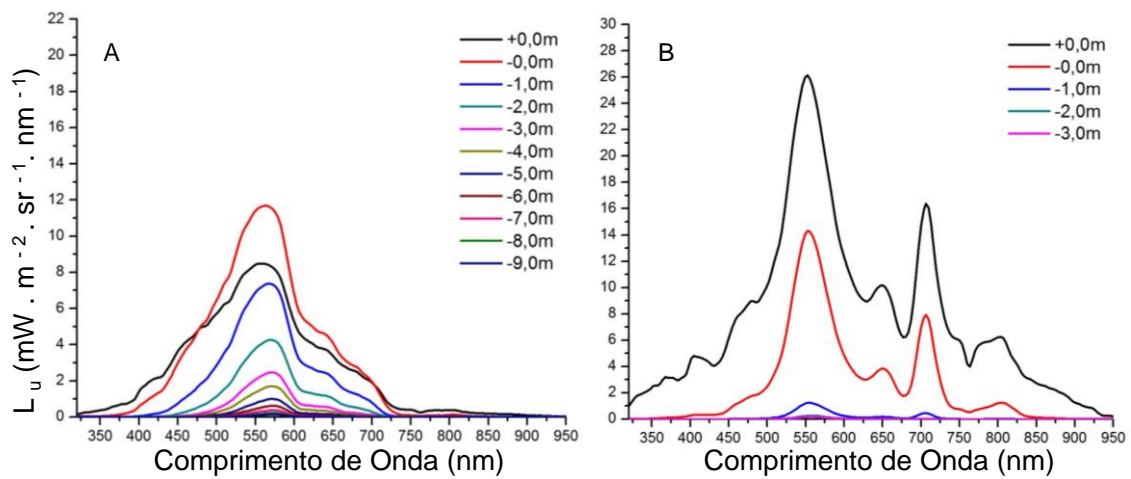 22
20
18
16
14
12
10
8
6
4
2
0
A
+0,0m
-0,0m
-1,0m
-2,0m
-3,0m
-4,0m
-5,0m
-6,0m
-7,0m
-8,0m
-9,0m
350 400 450 500 550 600 650 700 750 800 850 900 950
Comprimento de Onda (nm)
L u (mW . m - 2 . sr - 1 . nm - 1)
30
28
26
24
22
20
18
16
14
12
10
8
6
4
2
0
B
+0,0m
-0,0m
-1,0m
-2,0m
-3,0m
350 400 450 500 550 600 650 700 750 800 850 900 950
Comprimento de Onda (nm)